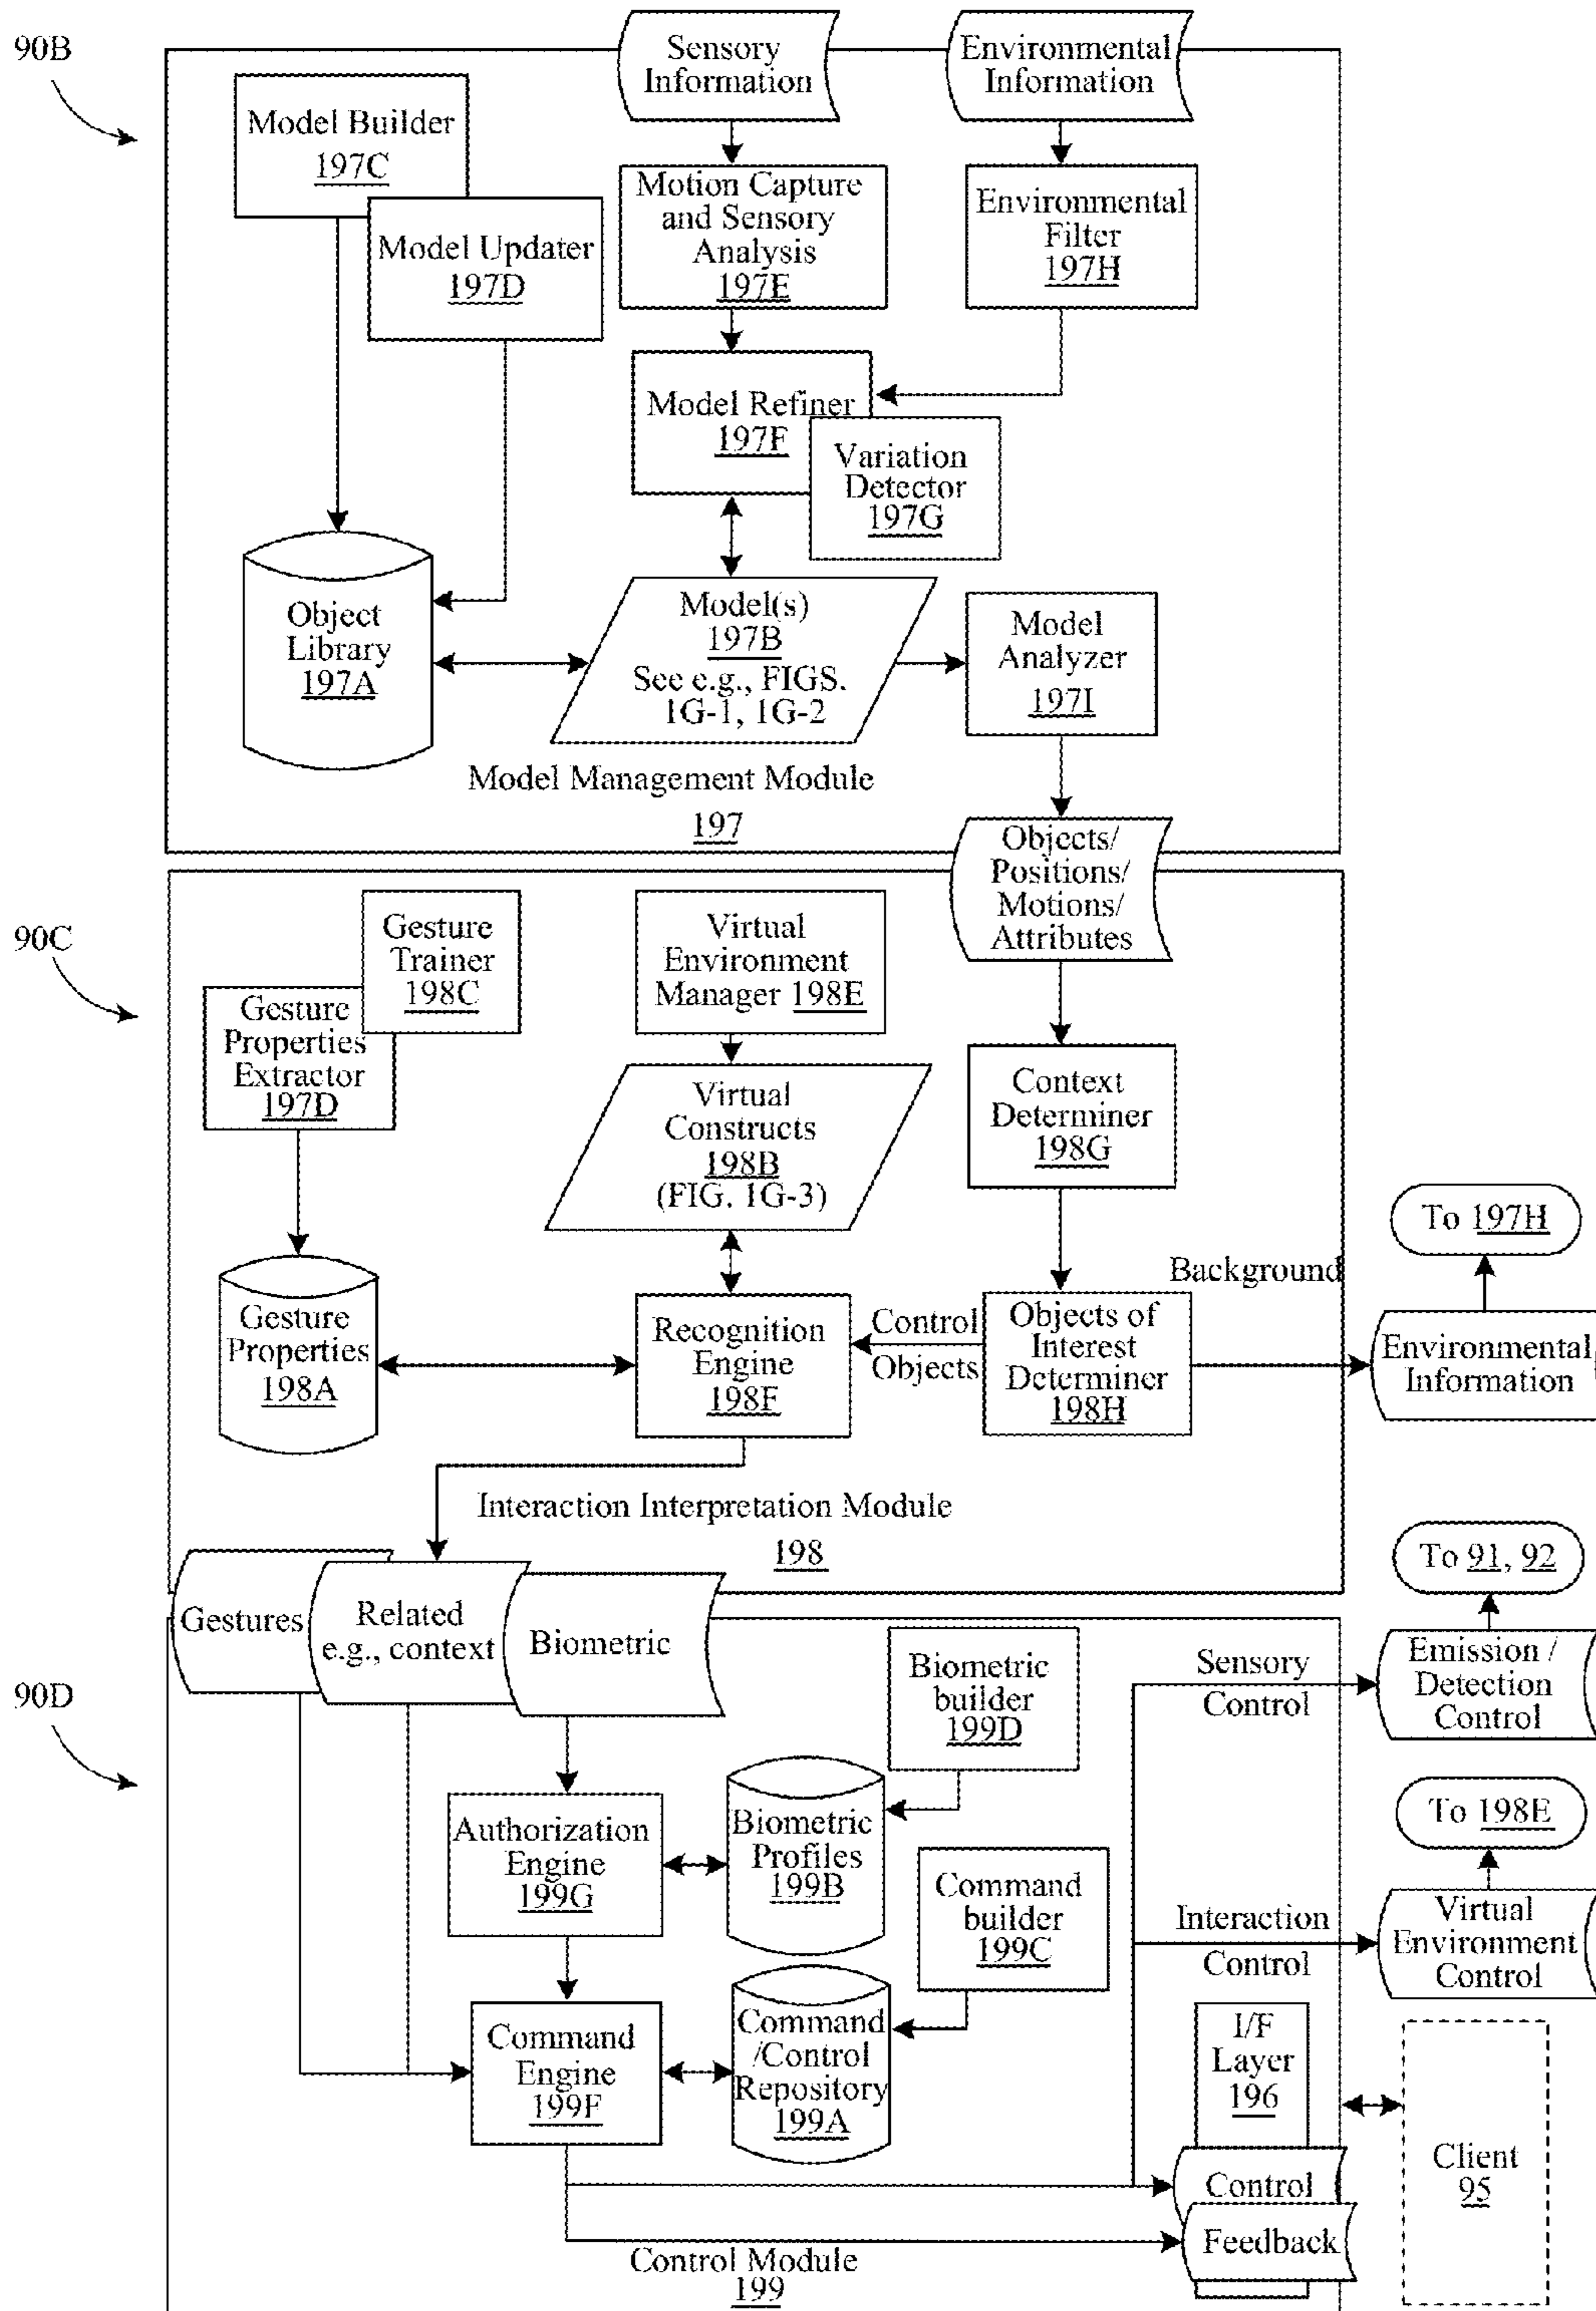 90B
Sensory
Information
Environmental
Information
Model Builder
197C
Model Updater
197D
Motion Capture
and Sensory
Analysis
197E
Environmental
Filter
197H
Model Refiner
197F
Variation
Detector
197G
Object
Library
197A
Model(s)
197B
See e.g., FIGS.
1G-1, 1G-2
Model
Analyzer
197I
Model Management Module
197
Objects/
Positions/
Motions/
Attributes
90C
Gesture
Trainer
198C
Gesture
Properties
Extractor
197D
Virtual
Environment
Manager 198E
Virtual
Constructs
198B
(FIG. 1G-3)
Context
Determiner
198G
To 197H
Background
Gesture
Properties
198A
Recognition
Engine
198F
Control
Objects
Objects of
Interest
Determiner
198H
Environmental
Information
Interaction Interpretation Module
198
To 91, 92
Gestures
Related
e.g., context
Biometric
90D
Biometric
builder
199D
Sensory
Control
Emission /
Detection
Control
Authorization
Engine
199G
Biometric
Profiles
199B
Command
builder
199C
To 198E
Interaction
Control
Virtual
Environment
Control
Command
Engine
199F
Command
/Control
Repository
199A
I/F
Layer
196
Client
95
Control
Feedback
Control Module
199